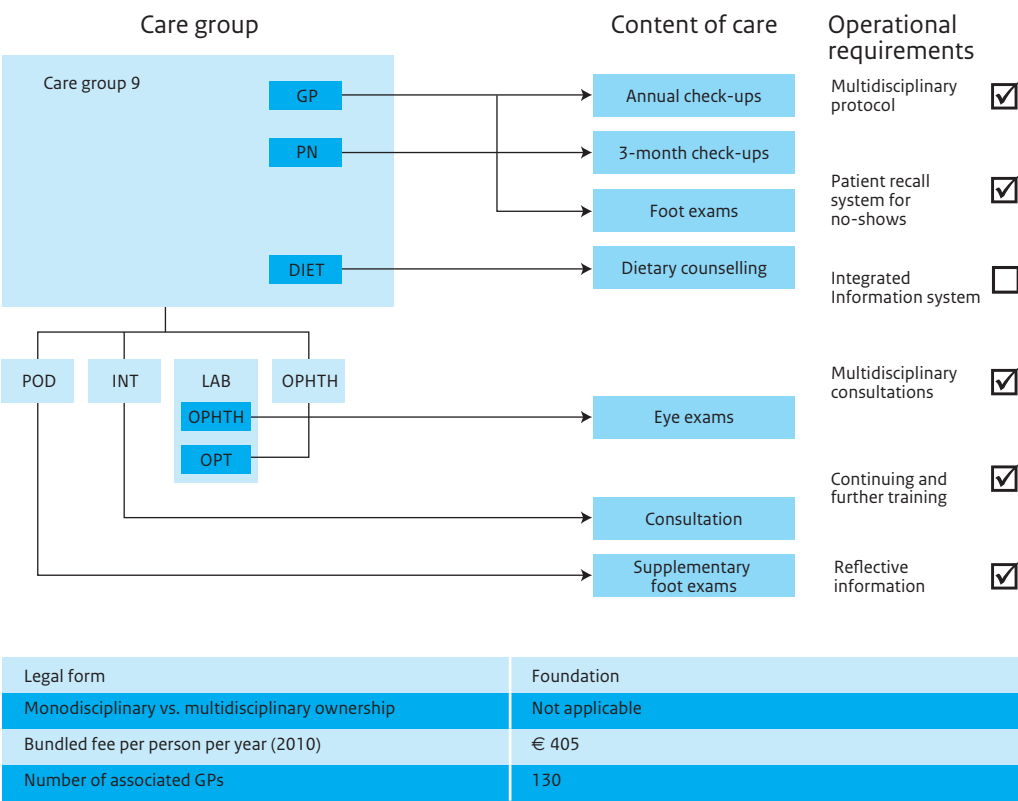 Care group
Content of care
Operational
requirements
Care group 9
GP
Annual check-ups
Multidisciplinary
protocol
PN
3-month check-ups
Patient recall
system for
no-shows
Foot exams
DIET
Dietary counselling
Integrated
Information system
POD
INT
LAB
OPHTH
Multidisciplinary
consultations
OPHTH
Eye exams
OPT
Continuing and
further training
Consultation
Supplementary
foot exams
Reflective
information
Legal form
Foundation
Monodisciplinary vs. multidisciplinary ownership
Not applicable
Bundled fee per person per year (2010)
€ 405
Number of associated GPs
130